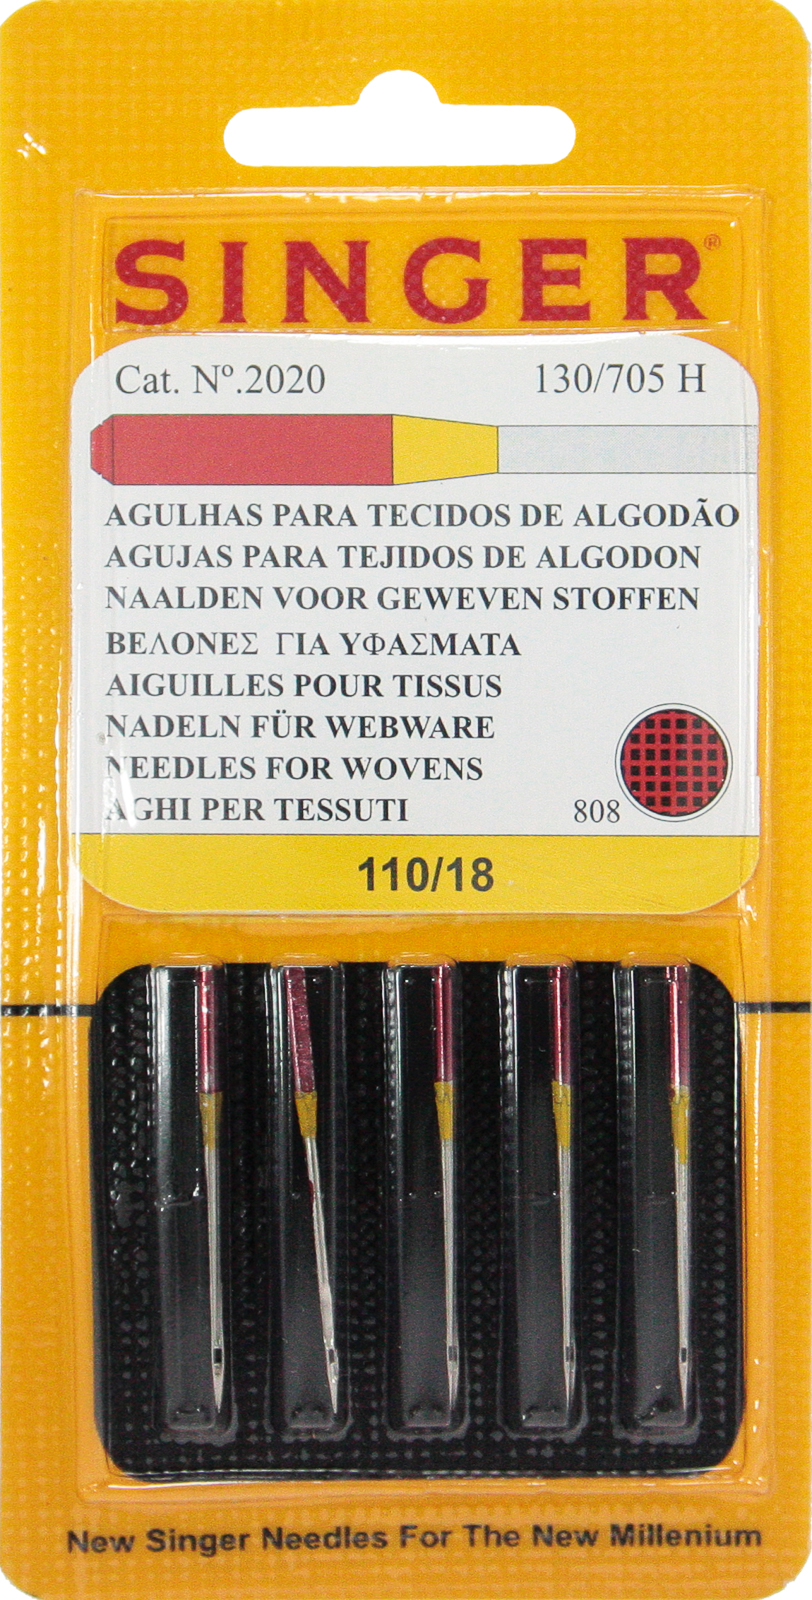 SINGER®
Cat. Nº.2020 130/705 H
AGULHAS PARA TECIDOS DE ALGODÃO
AGUJAS PARA TEJIDOS DE ALGODON
NAALDEN VOOR GEWEVEN STOFFEN
ΒΕΛΟΝΕΣ ΓΙΑ ΥΦΑΣΜΑΤΑ
AIGUILLES POUR TISSUS
NADELN FÜR WEBWARE
NEEDLES FOR WOVENS
AGHI PER TESSUTI 808
110/18
New Singer Needles For The New Millenium